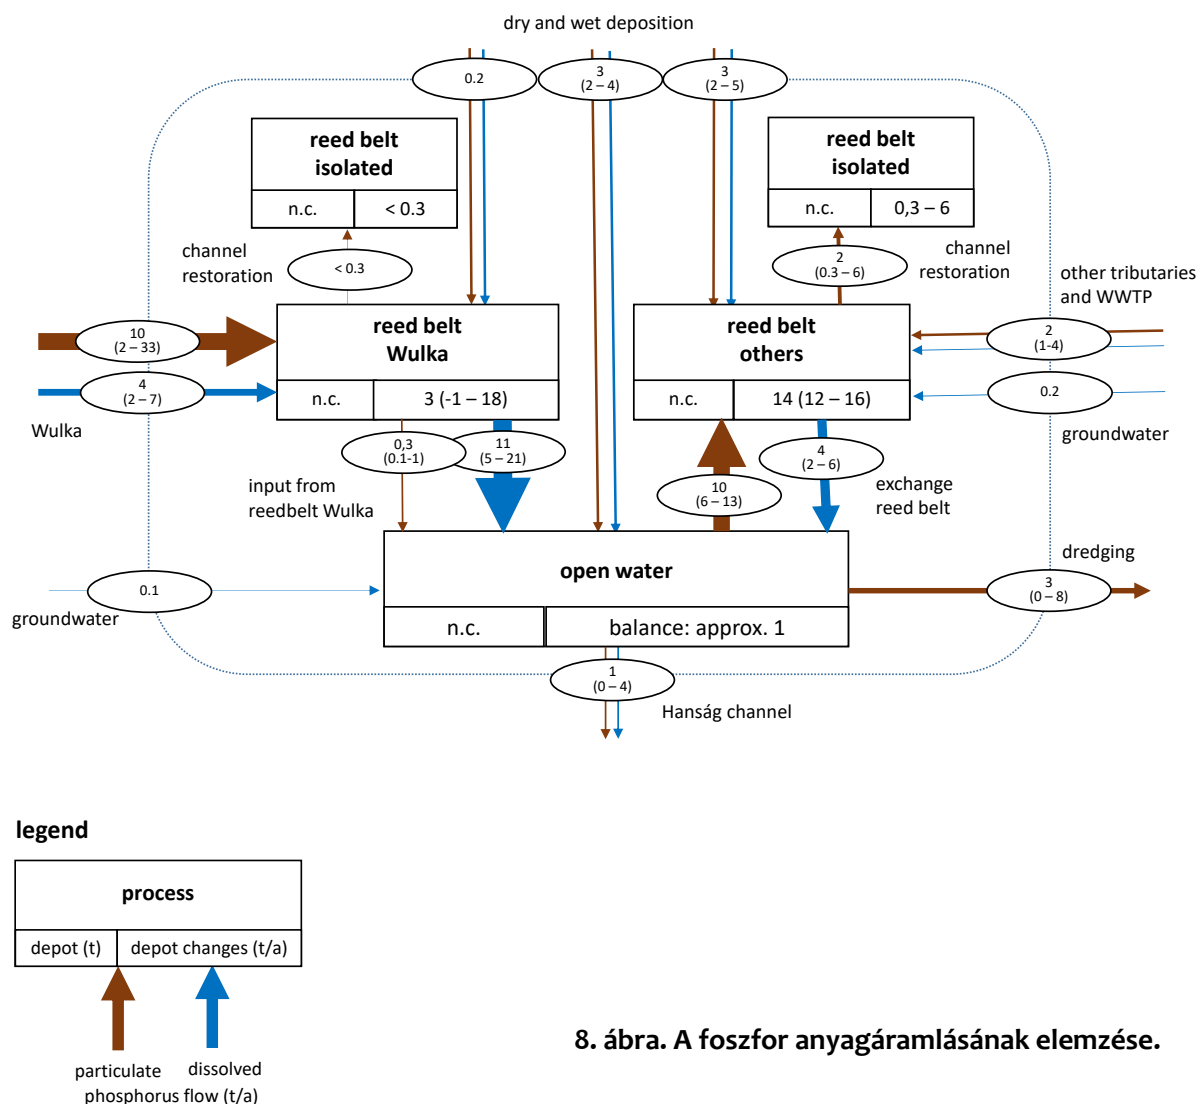 dry and wet deposition
0.2
3
(2 – 4)
3
(2 – 5)
reed belt
isolated
n.c.
< 0.3
reed belt
isolated
n.c.
0,3 – 6
channel
restoration
< 0.3
2
(0.3 – 6)
channel
restoration
other tributaries
and WWTP
10
(2 – 33)
reed belt
Wulka
n.c.
3 (-1 – 18)
reed belt
others
n.c.
14 (12 – 16)
2
(1-4)
4
(2 – 7)
0.2
Wulka
groundwater
0,3
(0.1-1)
11
(5 – 21)
4
(2 – 6)
10
(6 – 13)
input from
reedbelt Wulka
exchange
reed belt
open water
n.c.
balance: approx. 1
dredging
3
(0 – 8)
0.1
groundwater
1
(0 – 4)
Hanság channel
legend
process
depot (t)
depot changes (t/a)
particulate
dissolved
phosphorus flow (t/a)
8. ábra. A foszfor anyagáramlásának elemzése.